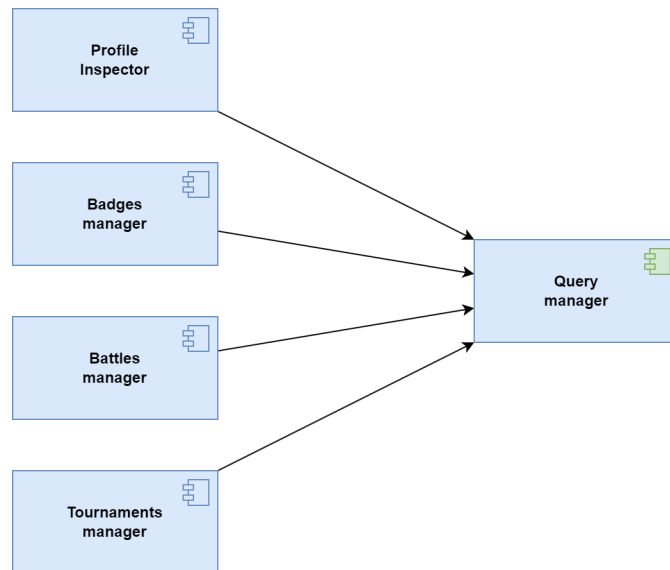 Profile
Inspector
Badges
manager
Query
manager
Battles
manager
Tournaments
manager